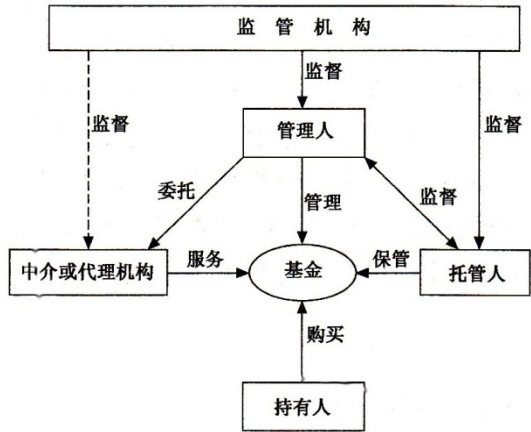 监管机构
监督
监督
监督
管理人
委托
管理
监督
中介或代理机构
服务
基金
保管
托管人
购买
持有人